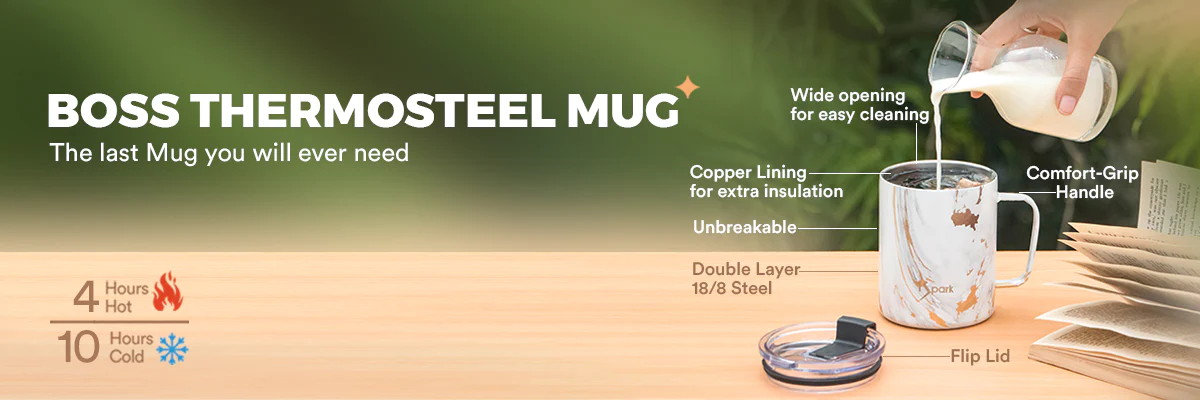 BOSS THERMOSTEEL MUG
The last Mug you will ever need
Wide opening
for easy cleaning
Copper Lining
for extra insulation
Comfort-Grip
Handle
Unbreakable
Double Layer
18/8 Steel
park
Flip Lid
4 Hours
Hot
10 Hours
Cold